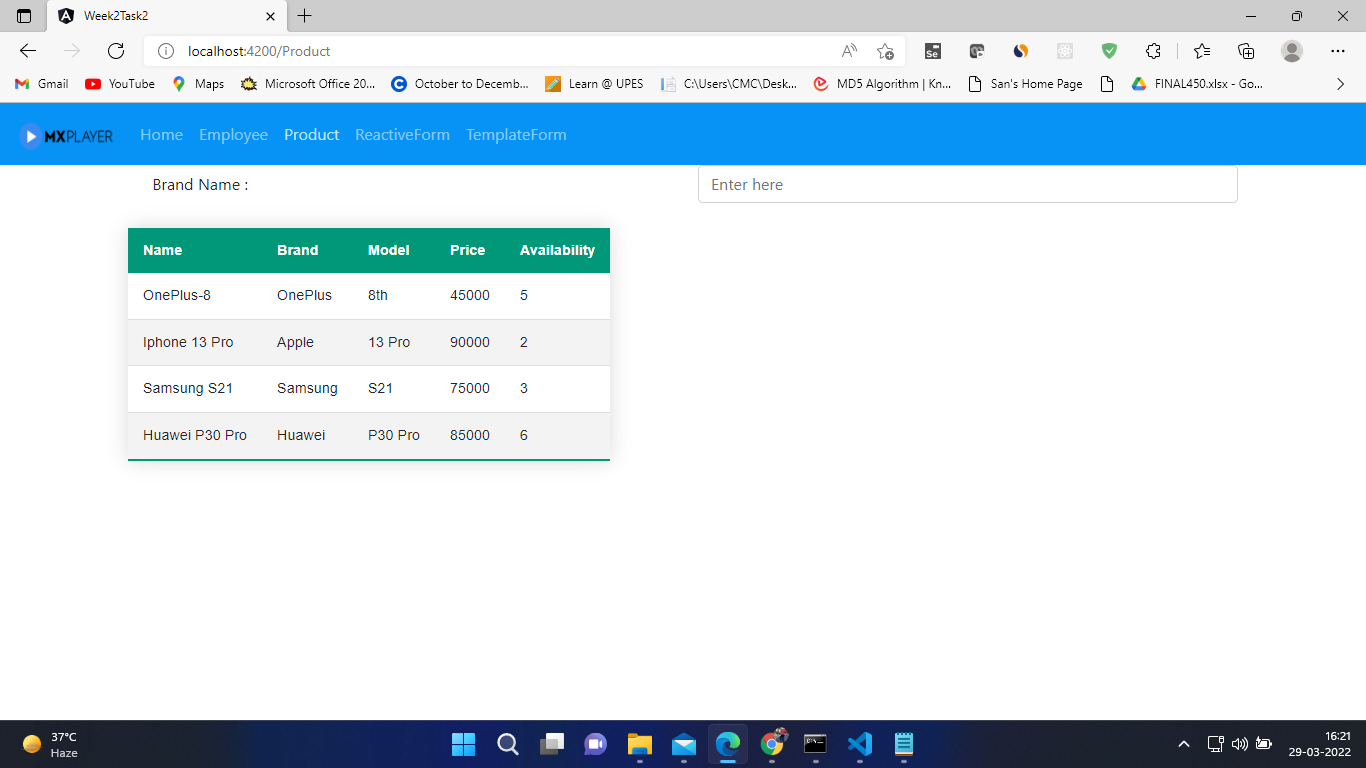 Week2Task2
localhost:4200/Product
Gmail YouTube Maps Microsoft Office 20... October to Decemb... Learn @ UPES C:\Users\CMC\Desk... MD5 Algorithm | Kn... San's Home Page FINAL450.xlsx - Go...
MXPLAYER Home Employee Product ReactiveForm TemplateForm
Brand Name : Enter here
Name Brand Model Price Availability
OnePlus-8 OnePlus 8th 45000 5
Iphone 13 Pro Apple 13 Pro 90000 2
Samsung S21 Samsung S21 75000 3
Huawei P30 Pro Huawei P30 Pro 85000 6
37°C 16:21
Haze 29-03-2022